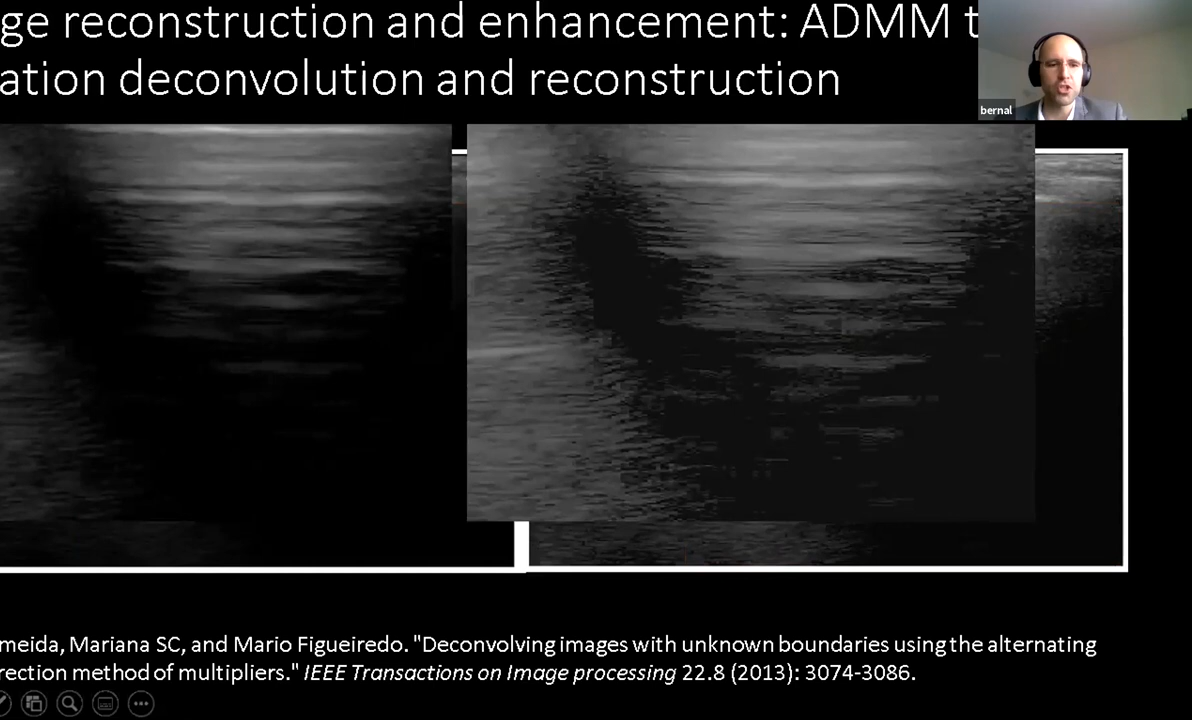 ge reconstruction and enhancement: ADMM t
ation deconvolution and reconstruction
bernal
meida, Mariana SC, and Mario Figueiredo. "Deconvolving images with unknown boundaries using the alternating
rection method of multipliers." IEEE Transactions on Image processing 22.8 (2013): 3074-3086.